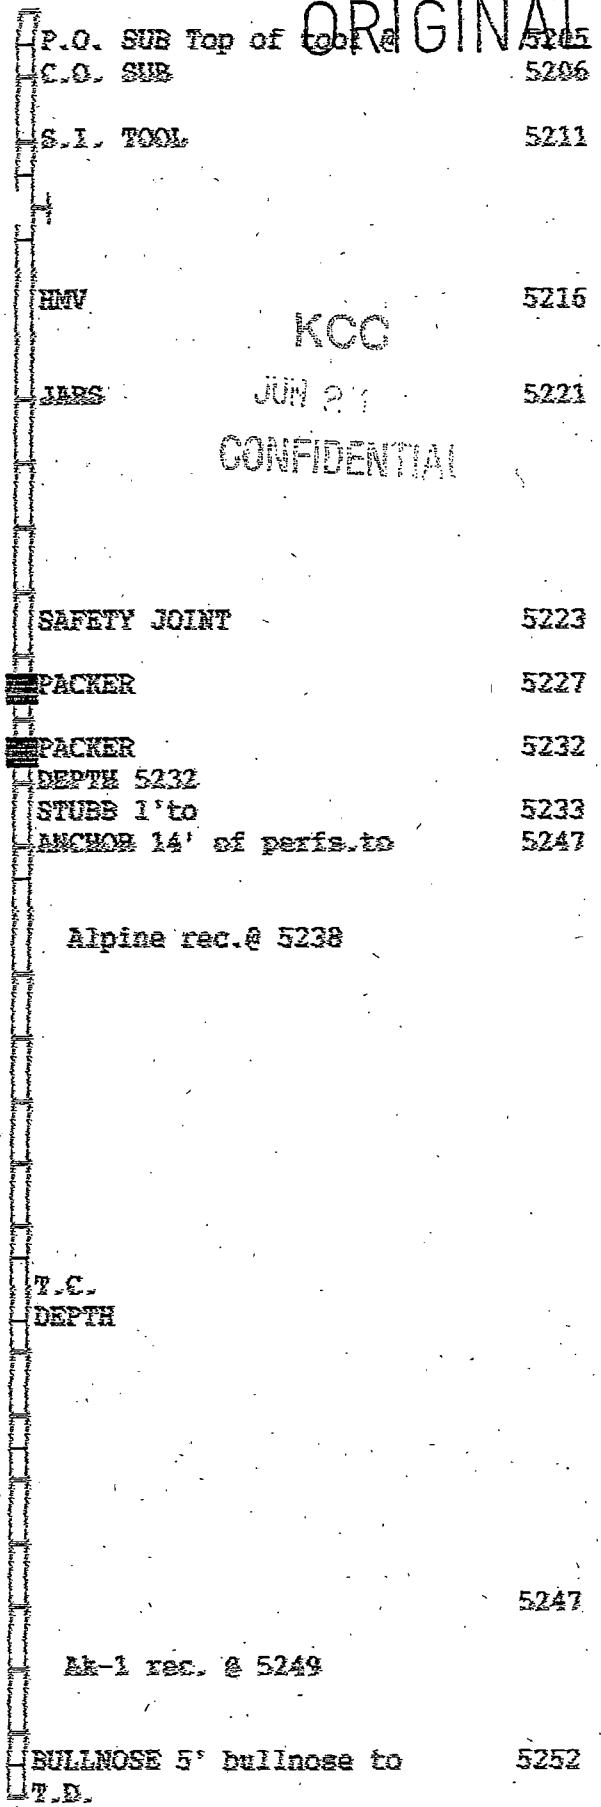 ORIGINAL
P.O. SUB Top of tool @ 5205
C.O. SUB 5206
S.I. TOOL 5211
HMV 5216
KCC
JARS 5221
JUN 21
CONFIDENTIAL
SAFETY JOINT 5223
PACKER 5227
PACKER 5232
DEPTH 5232
STUBB 1'to 5233
ANCHOR 14' of perfs.to 5247
Alpine rec.@ 5238
T.C.
DEPTH
5247
Ak-1 rec. @ 5249
BULLNOSE 5' bullnose to 5252
T.D.